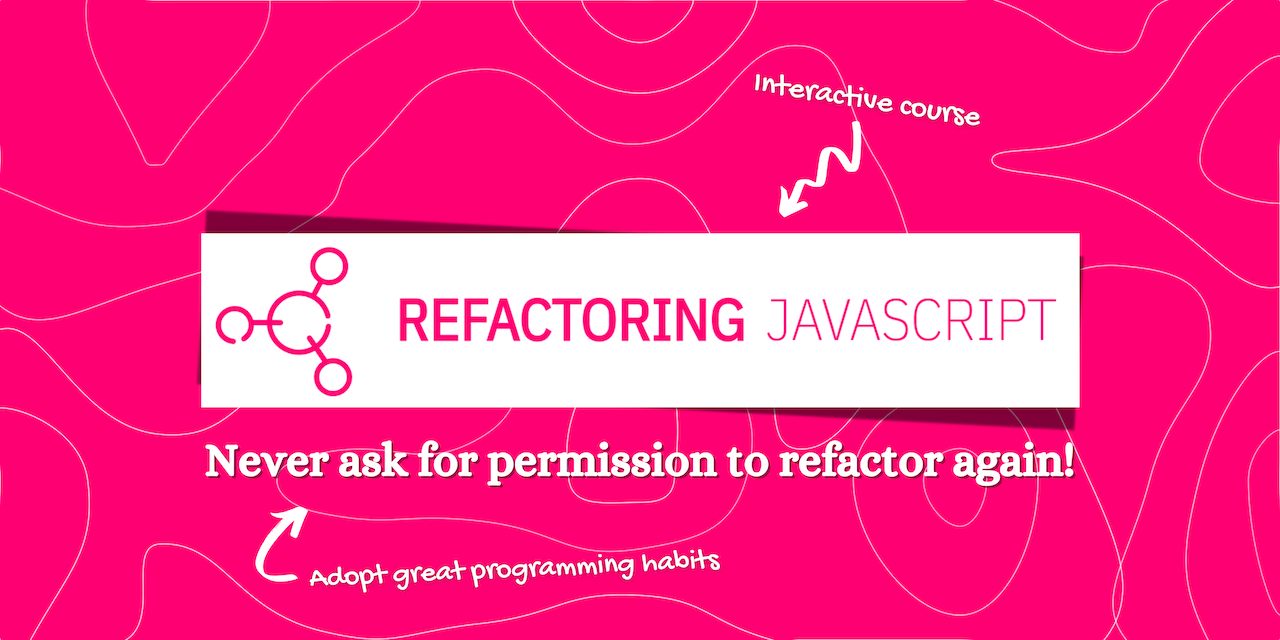 Interactive course
REFACTORING JAVASCRIPT
Never ask for permission to refactor again!
Adopt great programming habits